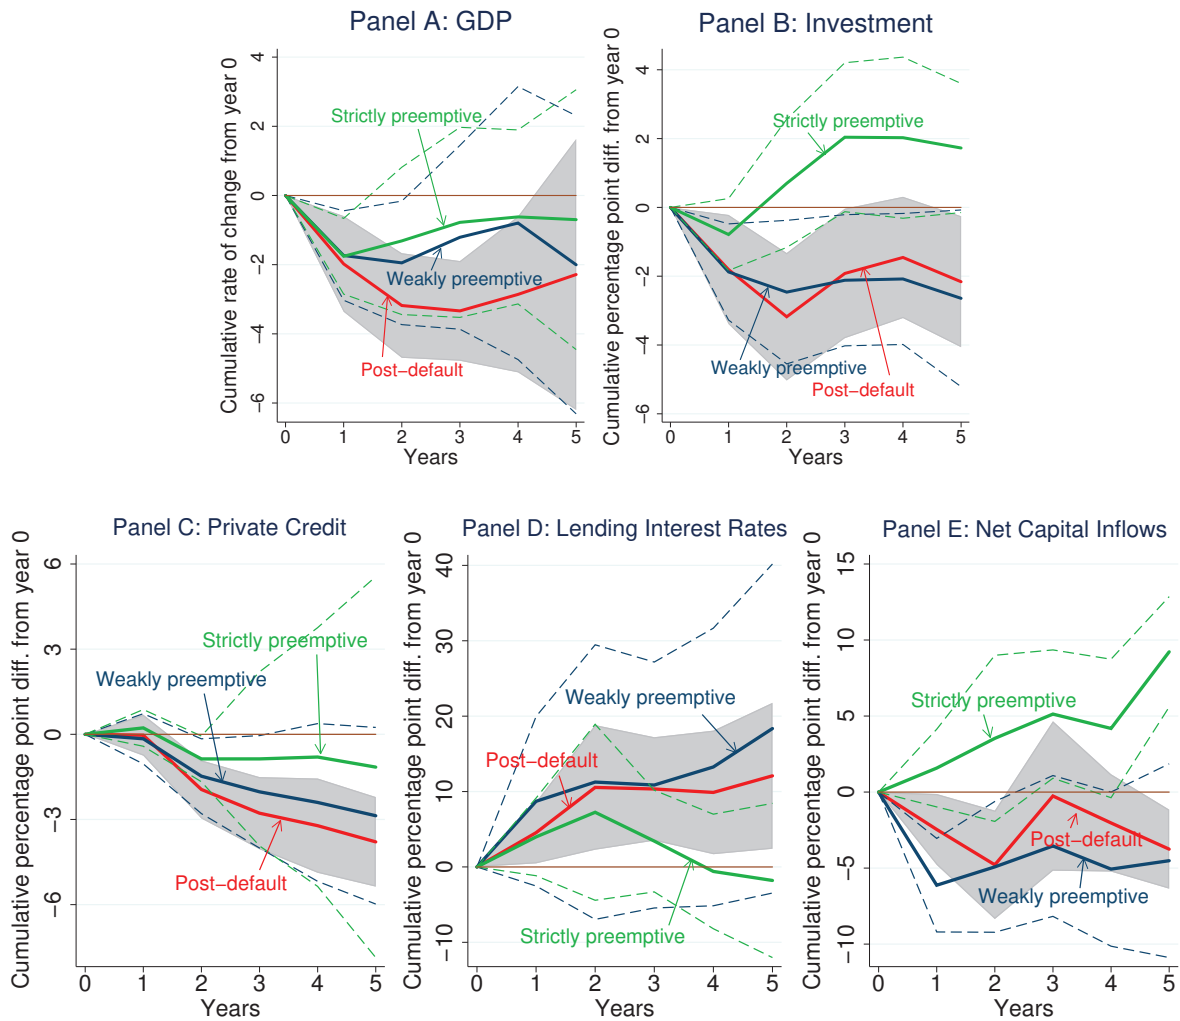 Panel A: GDP
Cumulative rate of change from year 0
4
2
0
−2
−4
−6
Strictly preemptive
Weakly preemptive
Post−default
0 1 2 3 4 5
Years
Panel B: Investment
Cumulative percentage point diff. from year 0
4
2
0
−2
−4
−6
Strictly preemptive
Weakly preemptive
Post−default
0 1 2 3 4 5
Years
Panel C: Private Credit
Cumulative percentage point diff. from year 0
6
3
0
−3
−6
Strictly preemptive
Weakly preemptive
Post−default
0 1 2 3 4 5
Years
Panel D: Lending Interest Rates
Cumulative percentage point diff. from year 0
40
30
20
10
0
−10
Weakly preemptive
Post−default
Strictly preemptive
0 1 2 3 4 5
Years
Panel E: Net Capital Inflows
Cumulative percentage point diff. from year 0
15
10
5
0
−5
−10
Strictly preemptive
Post−default
Weakly preemptive
0 1 2 3 4 5
Years